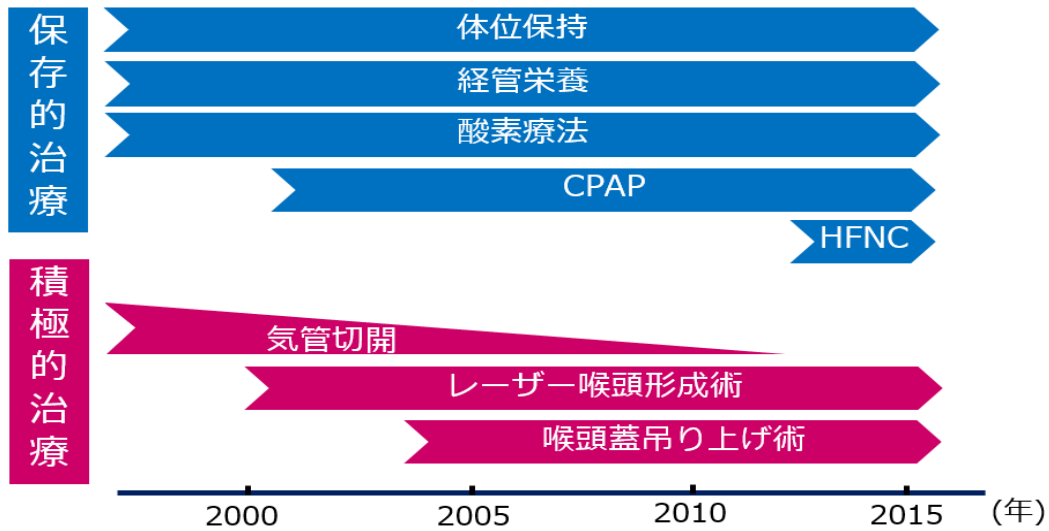 保存的治療
体位保持
経管栄養
酸素療法
CPAP
HFNC
積極的治療
気管切開
レーザー喉頭形成術
喉頭蓋吊り上げ術
2000 2005 2010 2015 (年)